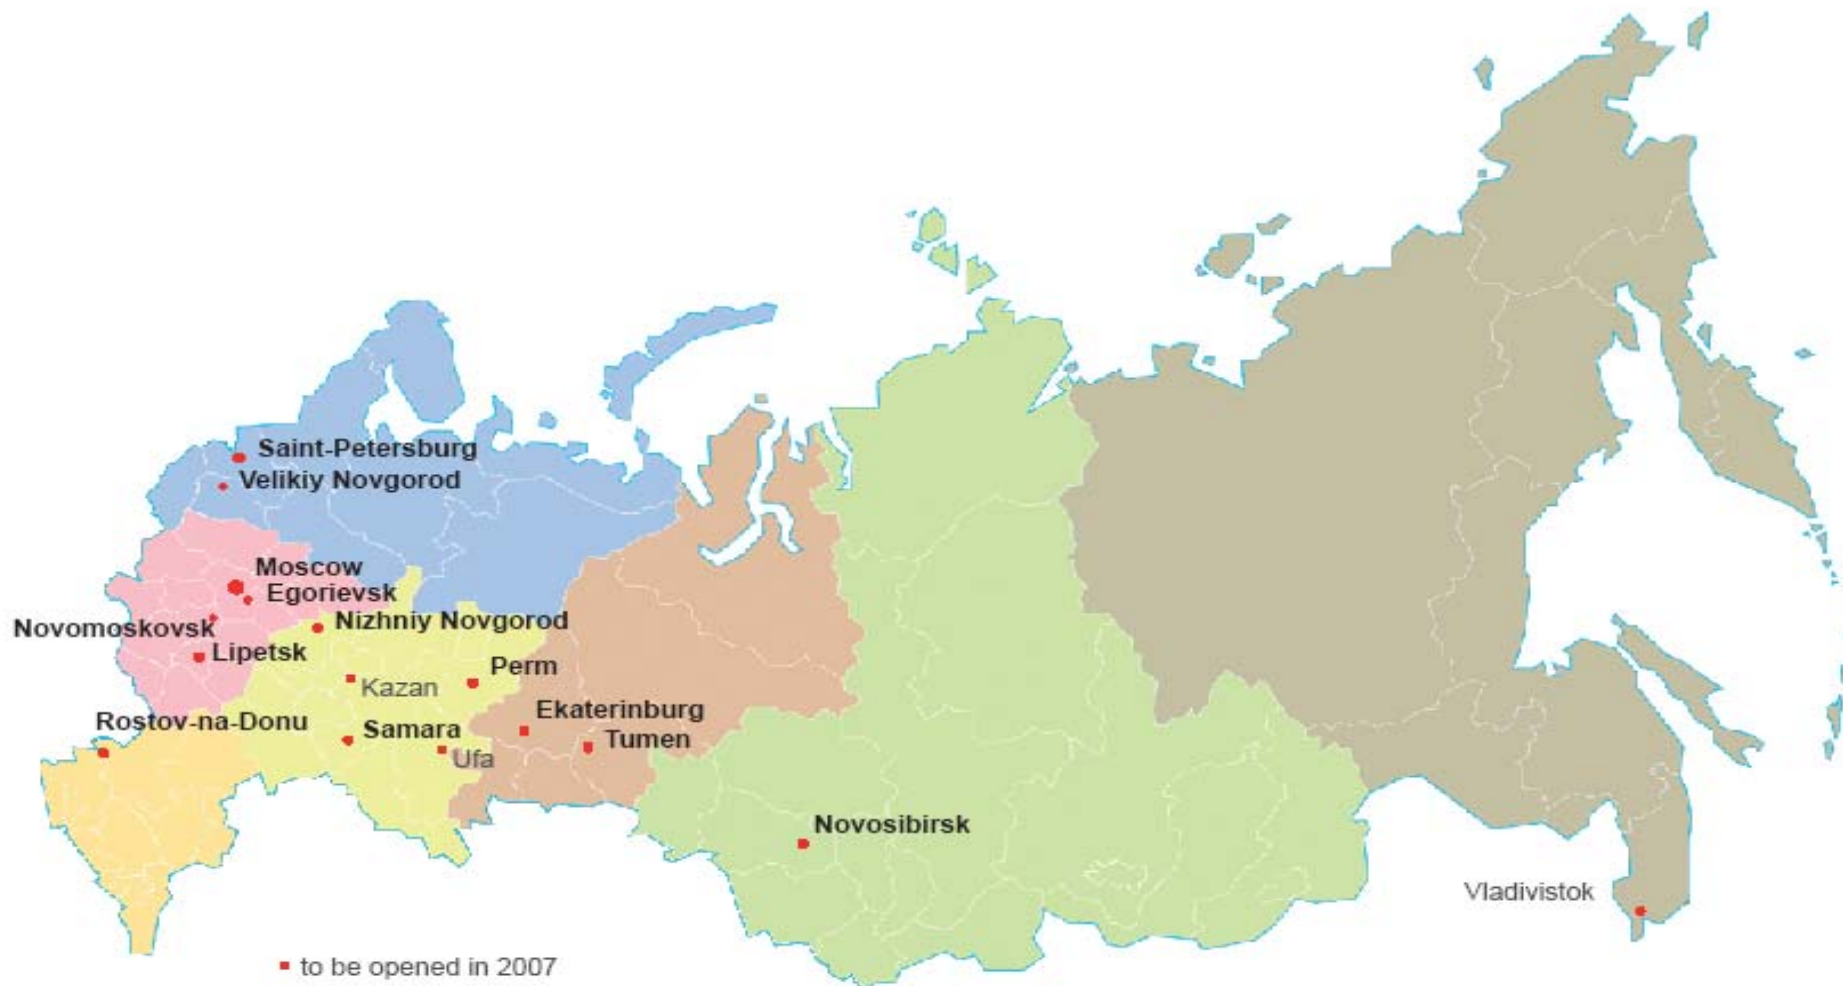 Saint-Petersburg
Velikiy Novgorod
Moscow
Egorievsk
Nizhniy Novgorod
Novomoskovsk
Lipetsk
Perm
Kazan
Ekaterinburg
Rostov-na-Donu
Samara
Tumen
Ufa
Novosibirsk
Vladivistok
to be opened in 2007